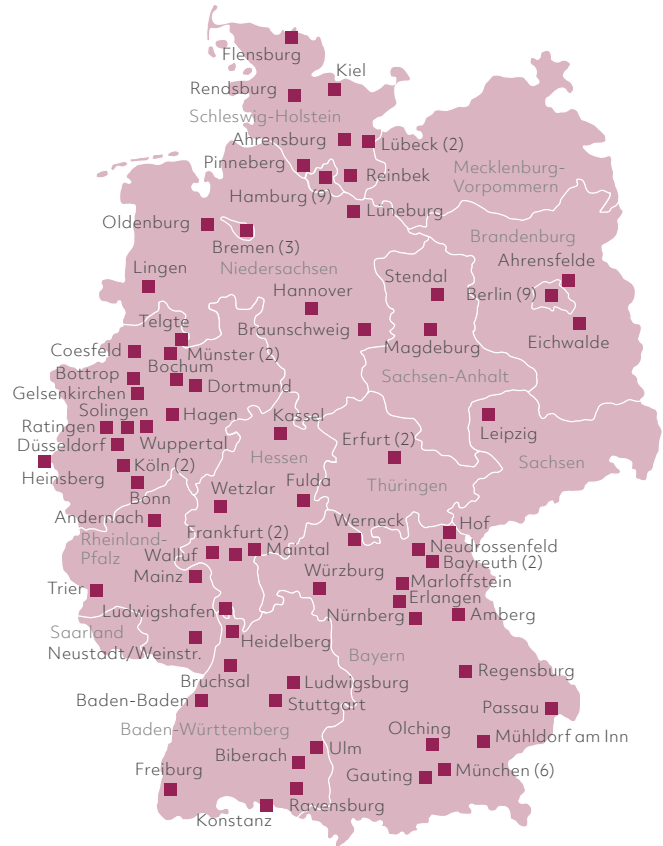 Flensburg
Kiel
Rendsburg
Schleswig-Holstein
Ahrensburg
Lübeck (2)
Pinneberg
Reinbek
Mecklenburg-
Vorpommern
Hamburg (9)
Lüneburg
Oldenburg
Bremen (3)
Brandenburg
Ahrensfelde
Lingen
Niedersachsen
Stendal
Hannover
Berlin (9)
Telgte
Braunschweig
Magdeburg
Eichwalde
Coesfeld
Münster (2)
Bochum
Bottrop
Sachsen-Anhalt
Dortmund
Gelsenkirchen
Solingen
Hagen
Kassel
Leipzig
Ratingen
Wuppertal
Düsseldorf
Erfurt (2)
Köln (2)
Hessen
Sachsen
Heinsberg
Bonn
Wetzlar
Fulda
Thüringen
Andernach
Werneck
Hof
Rheinland-
Pfalz
Frankfurt (2)
Walluf
Maintal
Neudrossenfeld
Bayreuth (2)
Mainz
Würzburg
Marloffstein
Trier
Erlangen
Ludwigshafen
Nürnberg
Amberg
Saarland
Neustadt/Weinstr.
Heidelberg
Bayern
Bruchsal
Ludwigsburg
Regensburg
Baden-Baden
Stuttgart
Passau
Baden-Württemberg
Olching
Mühldorf am Inn
Biberach
Ulm
Freiburg
Gauting
München (6)
Ravensburg
Konstanz